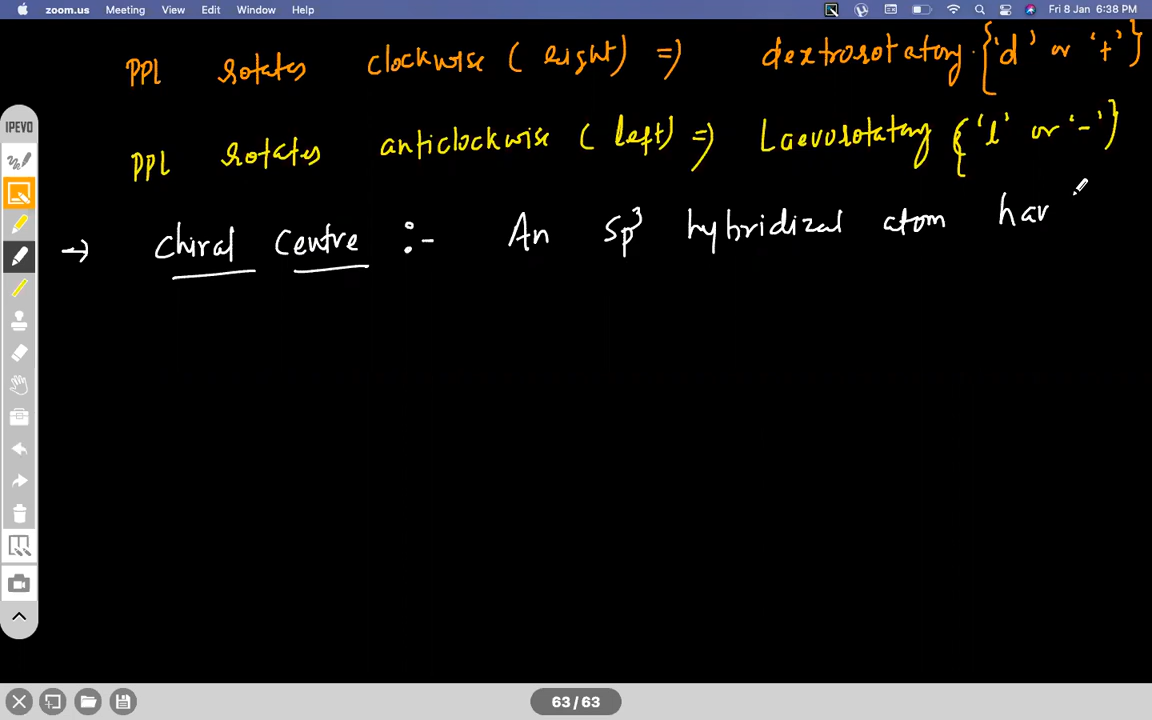 zoom.us Meeting View Edit Window Help Fri 8 Jan 6:38 PM
PPL rotates clockwise ( right) => dextrorotatory. {'d' or '+'}
IPEVO
PPL rotates anticlockwise ( left) => Laevorotatory {'l' or '-'}
→ Chiral Centre :- An sp³ hybridizal atom hav
63/63